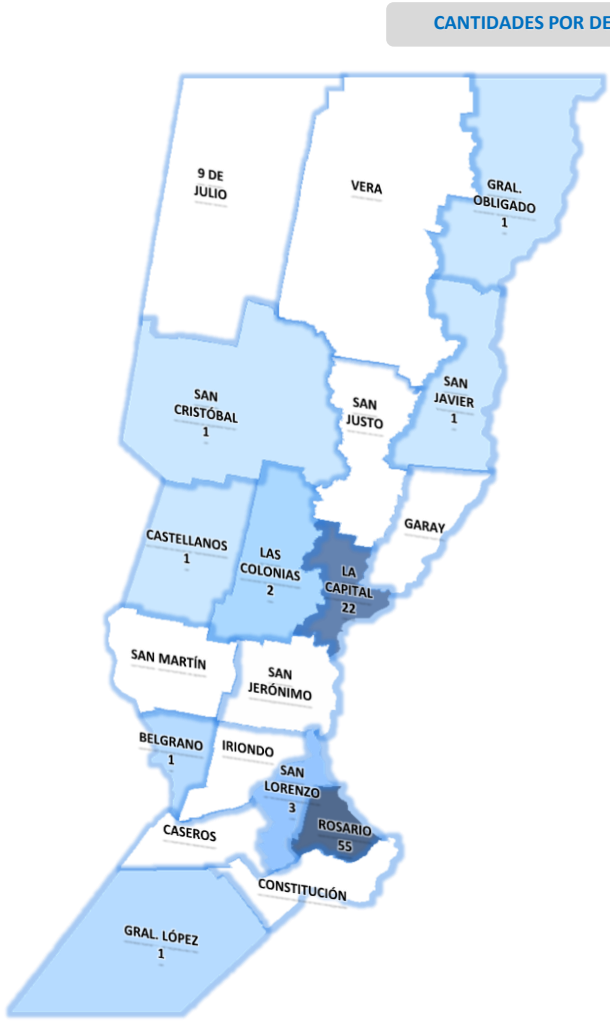 CANTIDADES POR DE
9 DE
JULIO
VERA
GRAL.
OBLIGADO
1
SAN
CRISTÓBAL
1
SAN
JUSTO
SAN
JAVIER
1
CASTELLANOS
1
LAS
COLONIAS
2
LA
CAPITAL
22
GARAY
SAN MARTÍN
SAN
JERÓNIMO
BELGRANO
1
IRIONDO
SAN
LORENZO
3
CASEROS
ROSARIO
55
CONSTITUCIÓN
GRAL. LÓPEZ
1